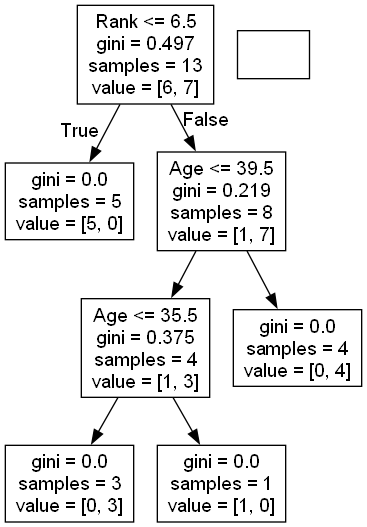 Rank <= 6.5
gini = 0.497
samples = 13
value = [6, 7]
True
False
gini = 0.0
samples = 5
value = [5, 0]
Age <= 39.5
gini = 0.219
samples = 8
value = [1, 7]
Age <= 35.5
gini = 0.375
samples = 4
value = [1, 3]
gini = 0.0
samples = 4
value = [0, 4]
gini = 0.0
samples = 3
value = [0, 3]
gini = 0.0
samples = 1
value = [1, 0]